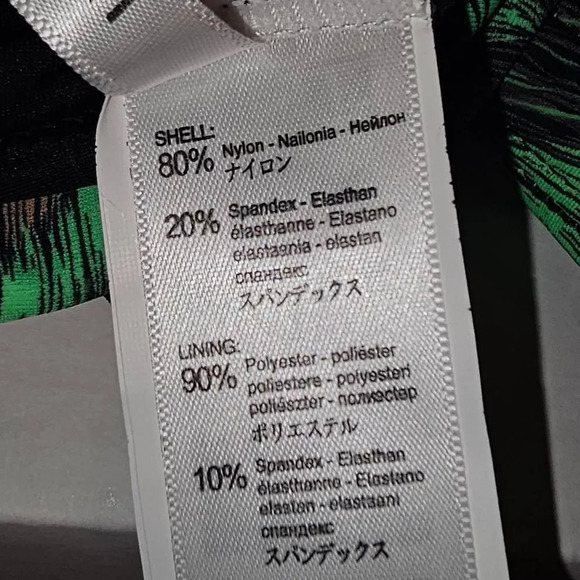 SHELL:
80% Nylon - Nailonia - Нейлон
ナイロン
20% Spandex - Elasthan
élasthanne - Elastano
elastaania - elastan
спандекс
スパンデックス
LINING:
90% Polyester - poliéster
poliestere - polyesteri
poliészter - полиэстер
ポリエステル
10% Spandex - Elasthan
élasthanne - Elastano
elastan - elastaani
спандекс
スパンデックス